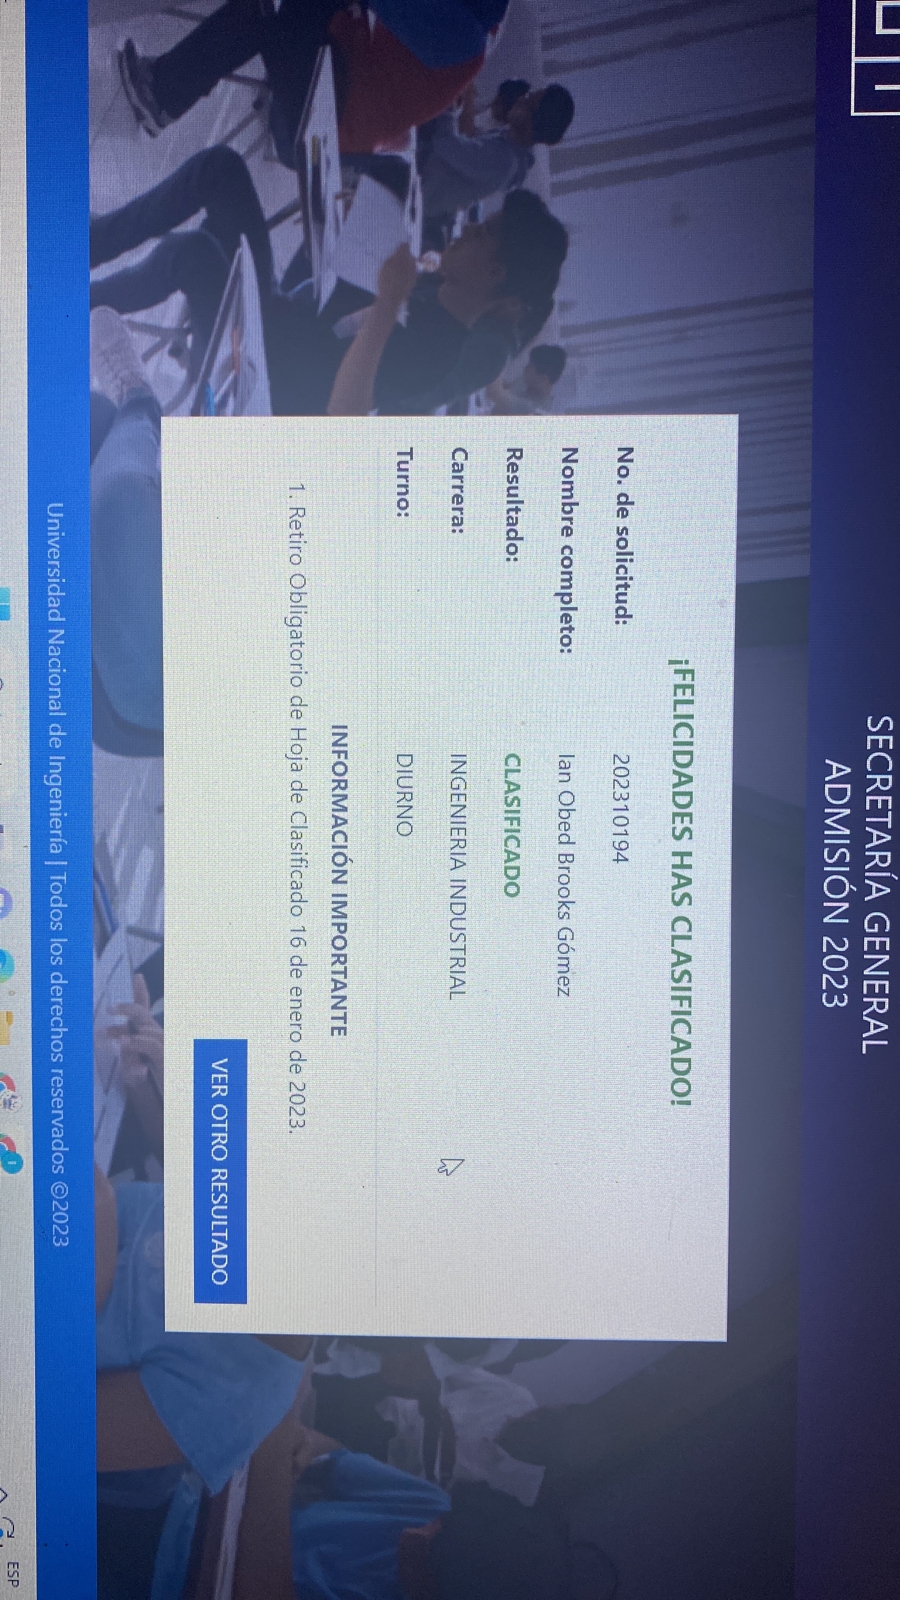 SECRETARÍA GENERAL
ADMISIÓN 2023
¡FELICIDADES HAS CLASIFICADO!
No. de solicitud: 202310194
Nombre completo: Ian Obed Brooks Gómez
Resultado: CLASIFICADO
Carrera: INGENIERIA INDUSTRIAL
Turno: DIURNO
INFORMACIÓN IMPORTANTE
1. Retiro Obligatorio de Hoja de Clasificado 16 de enero de 2023.
VER OTRO RESULTADO
Universidad Nacional de Ingeniería | Todos los derechos reservados ©2023
ESP